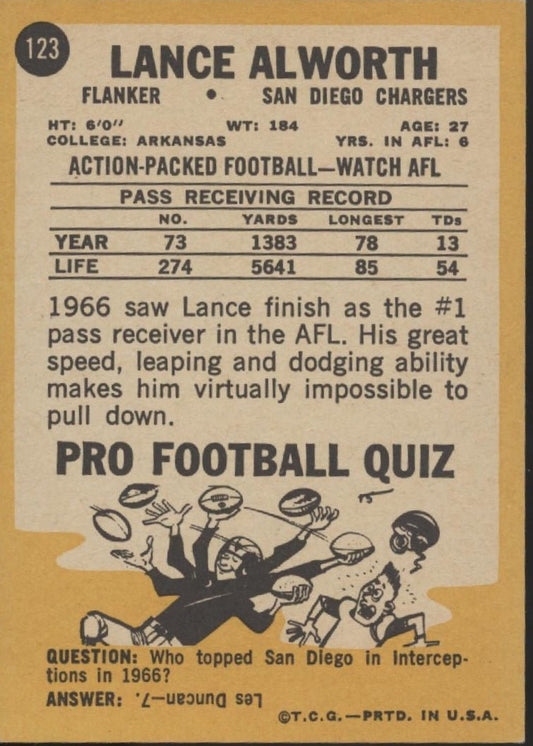 123
LANCE ALWORTH
FLANKER • SAN DIEGO CHARGERS
HT: 6'0" WT: 184 AGE: 27
COLLEGE: ARKANSAS YRS. IN AFL: 6
ACTION-PACKED FOOTBALL—WATCH AFL
PASS RECEIVING RECORD
NO. YARDS LONGEST TDs
YEAR 73 1383 78 13
LIFE 274 5641 85 54
1966 saw Lance finish as the #1
pass receiver in the AFL. His great
speed, leaping and dodging ability
makes him virtually impossible to
pull down.
PRO FOOTBALL QUIZ
QUESTION: Who topped San Diego in Intercep-
tions in 1966?
ANSWER: Les Duncan—7.
©T.C.G.—PRTD. IN U.S.A.